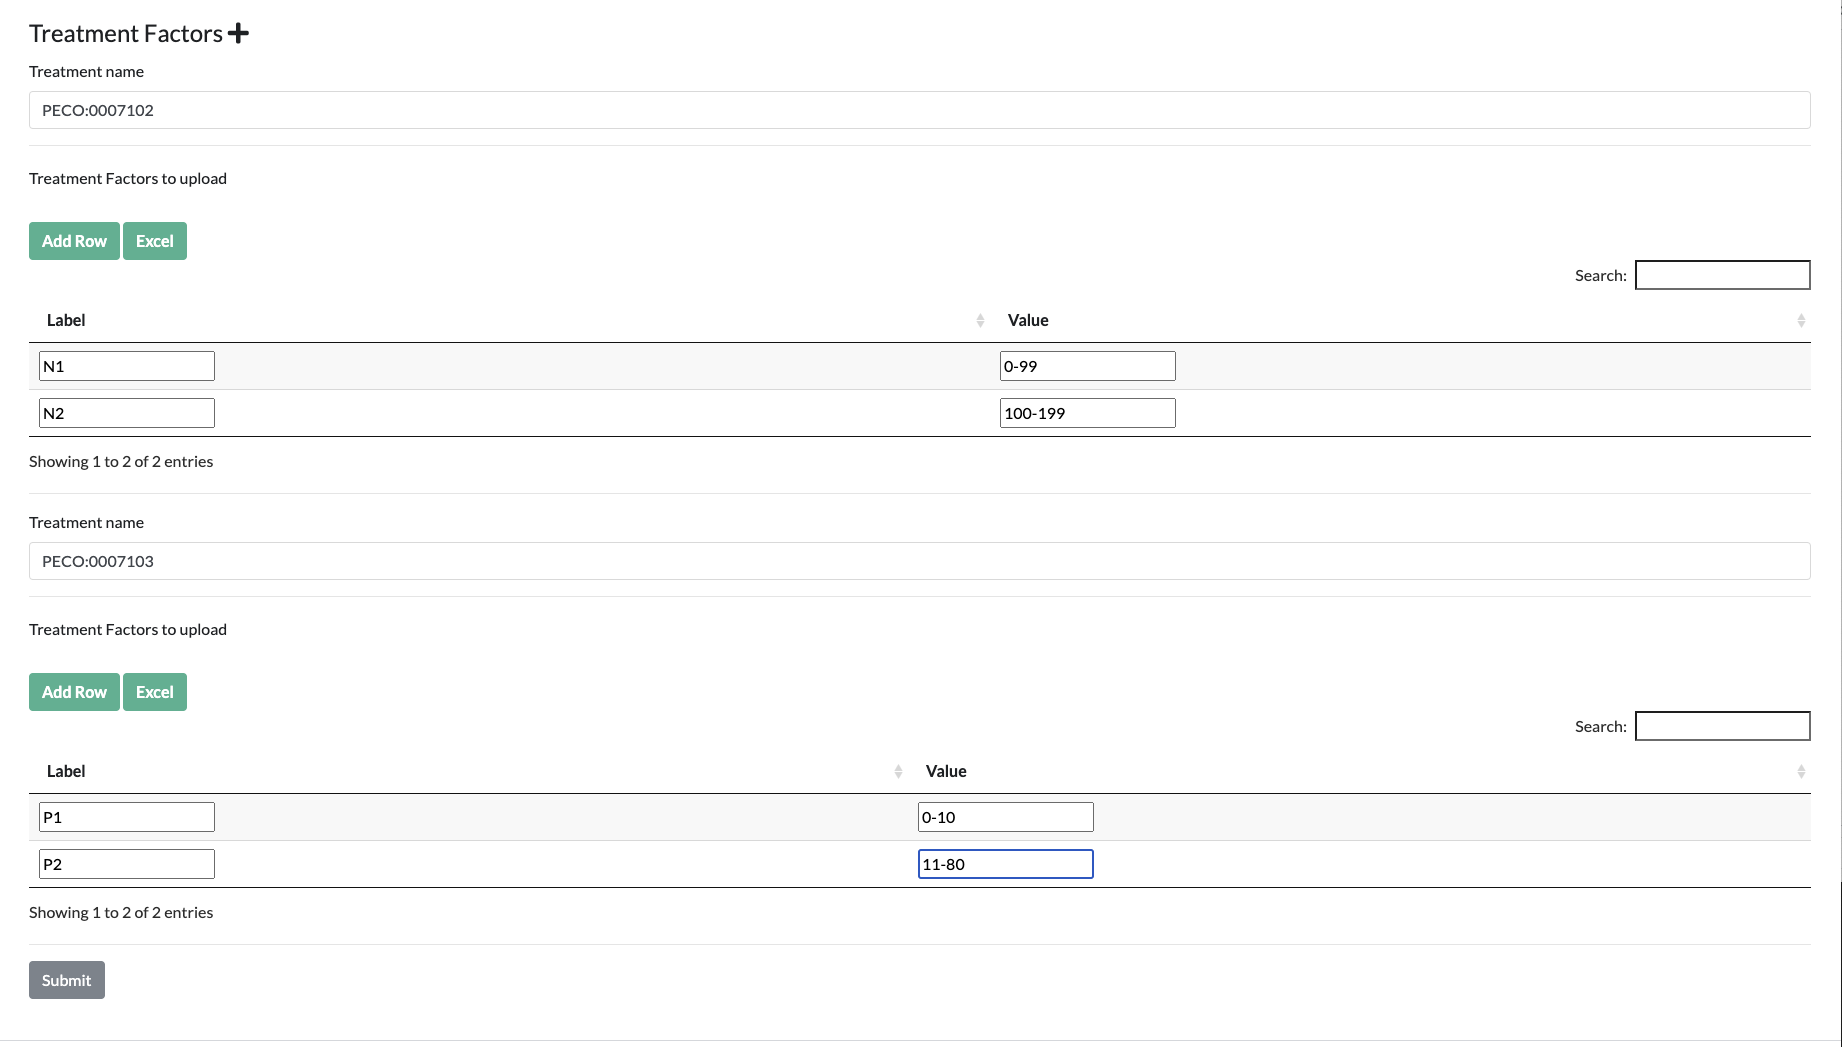 Treatment Factors
Treatment name
PECO:0007102
Treatment Factors to upload
Add Row Excel
Search:
Label Value
N1 0-99
N2 100-199
Showing 1 to 2 of 2 entries
Treatment name
PECO:0007103
Treatment Factors to upload
Add Row Excel
Search:
Label Value
P1 0-10
P2 11-80
Showing 1 to 2 of 2 entries
Submit